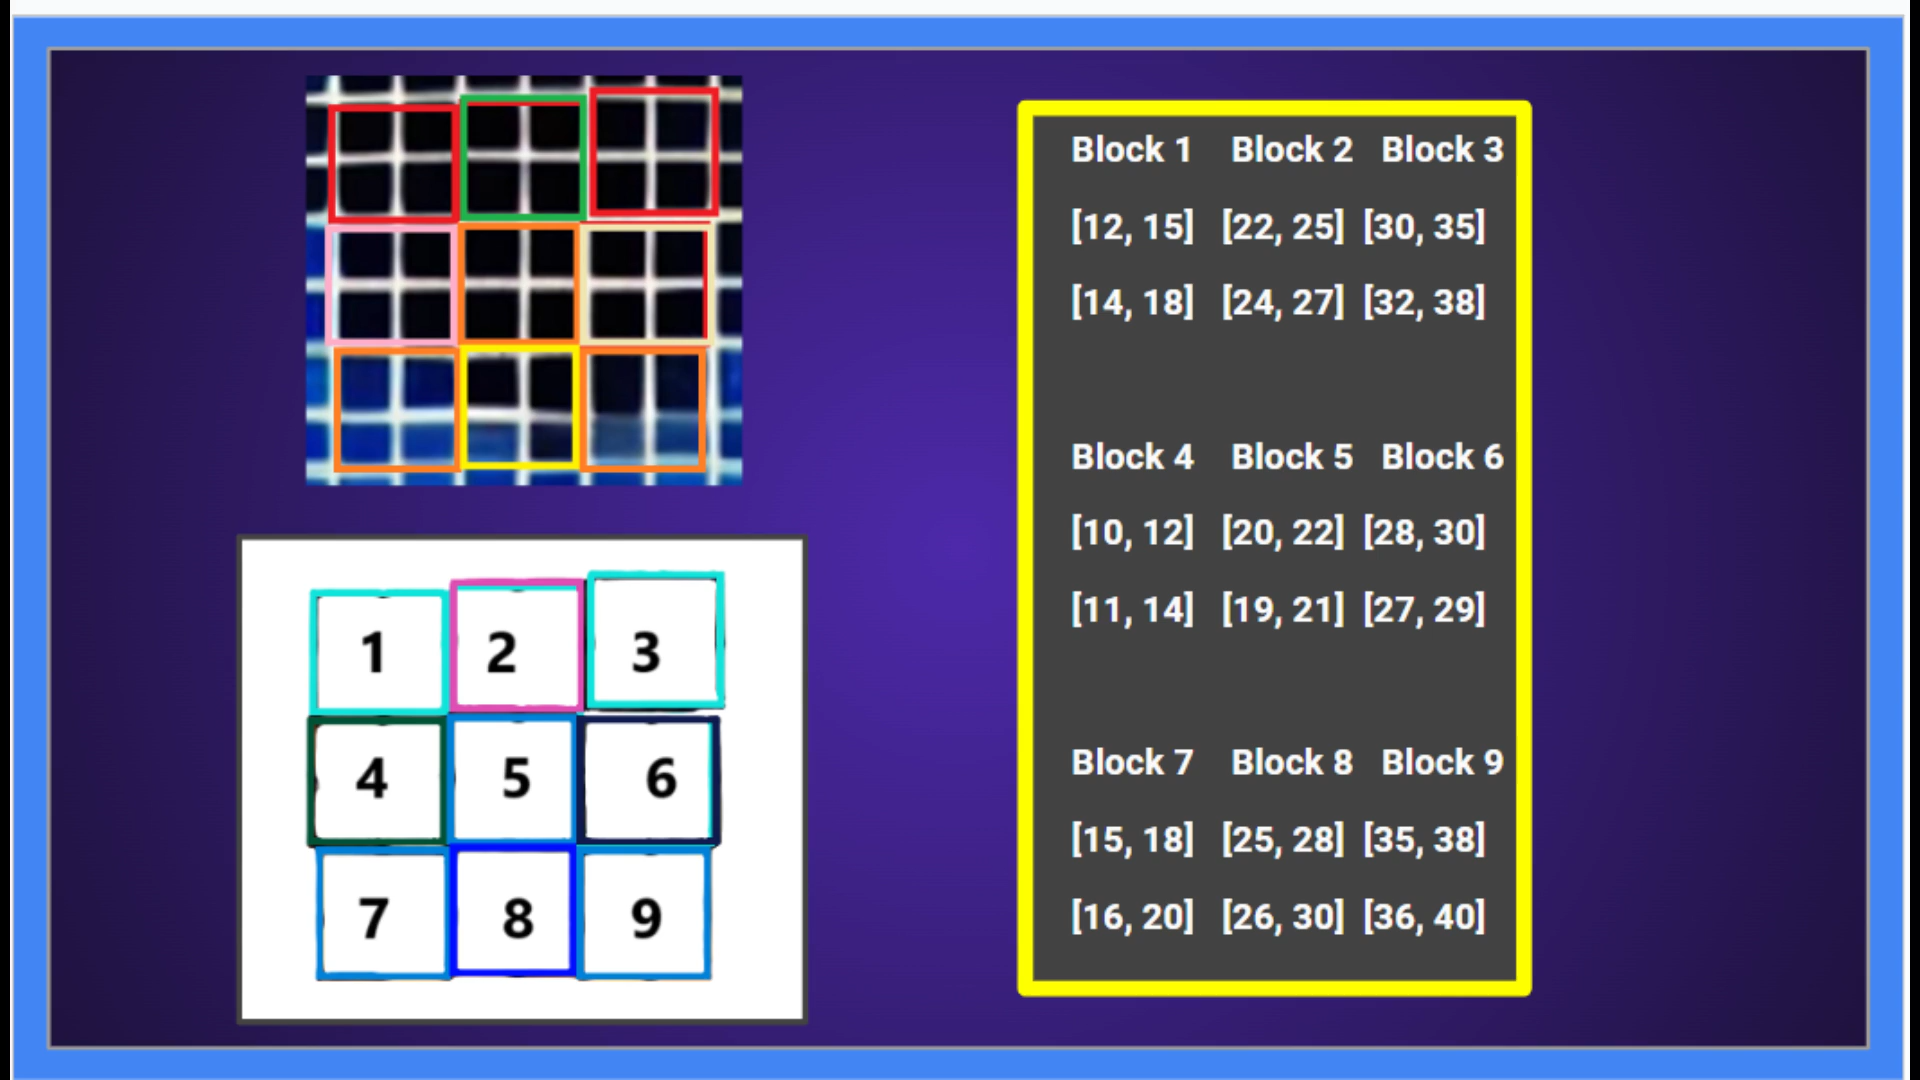 1 2 3
4 5 6
7 8 9
Block 1 Block 2 Block 3
[12, 15] [22, 25] [30, 35]
[14, 18] [24, 27] [32, 38]
Block 4 Block 5 Block 6
[10, 12] [20, 22] [28, 30]
[11, 14] [19, 21] [27, 29]
Block 7 Block 8 Block 9
[15, 18] [25, 28] [35, 38]
[16, 20] [26, 30] [36, 40]